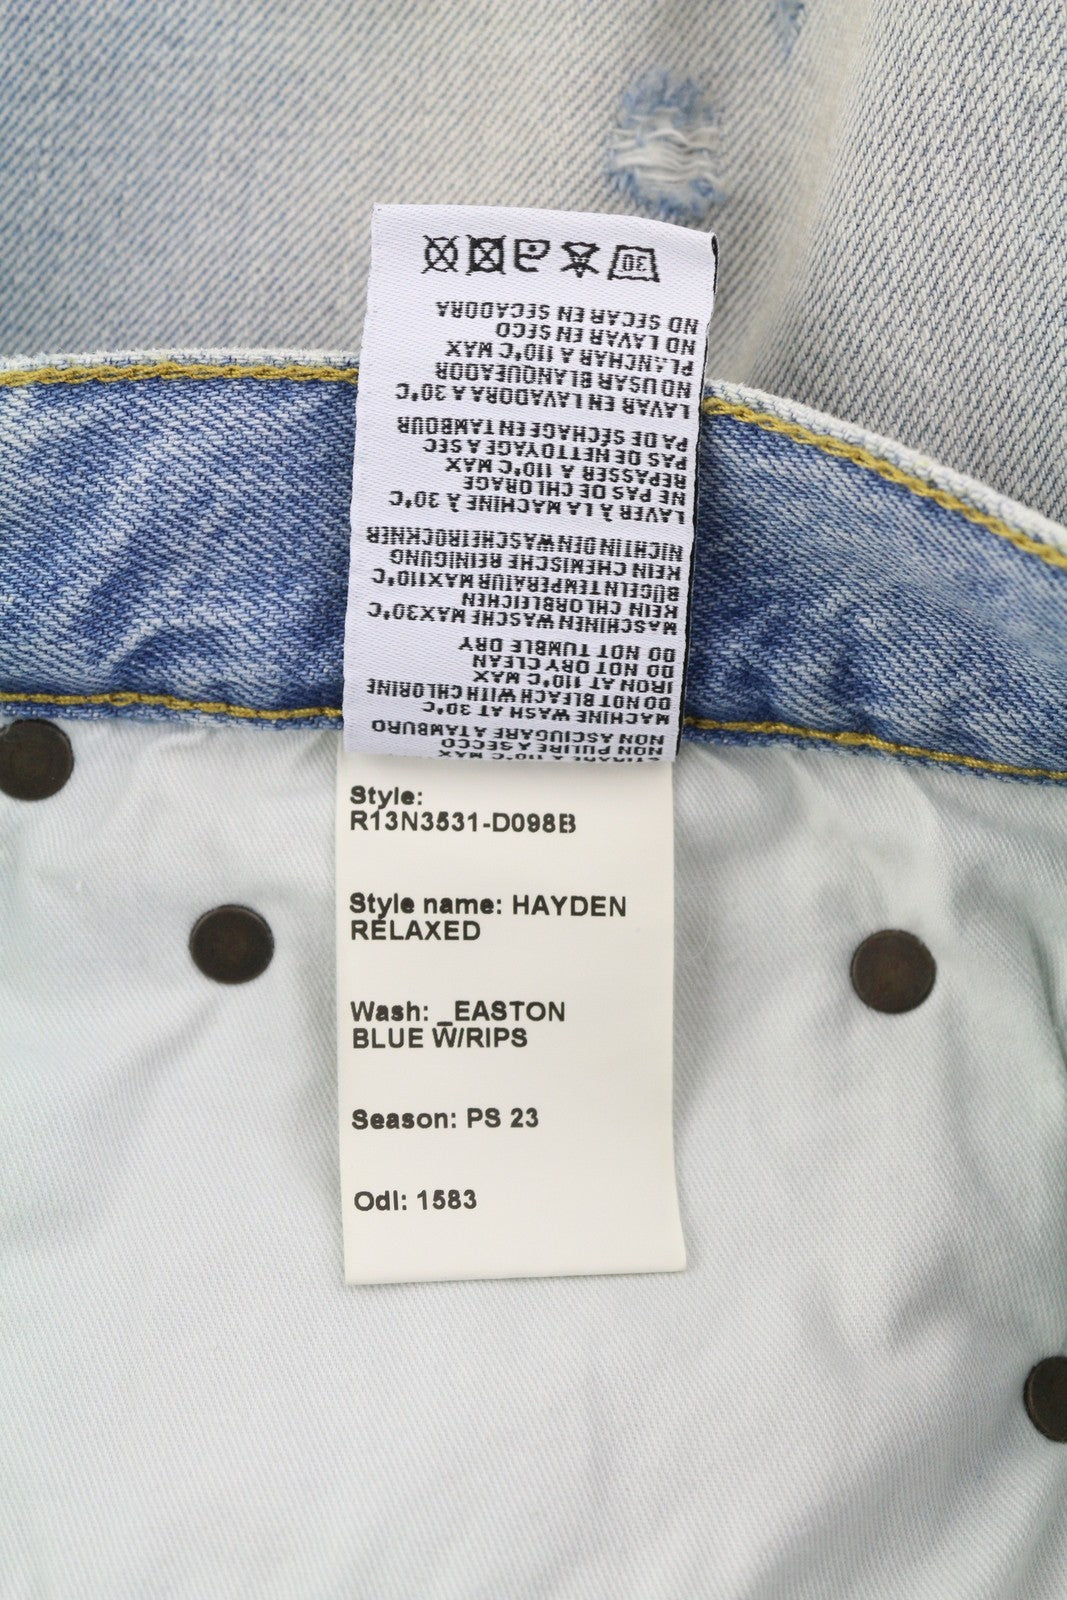 30
NO SECAR EN SECADORA
NO LAVAR EN SECO
PLANCHAR A 110°C MAX
NO USAR BLANQUEADOR
LAVAR EN LAVADORA A 30°C
PA DE SÉCHAGE EN TAMBOUR
PAS DE NETTOYAGE A SEC
REPASSER A 110°C MAX
NE PAS DE CHLORAGE
LAVER À LA MACHINE À 30°C
NICHT IN DEN WASCHETROCKNER
KEIN CHEMISCHE REINIGUNG
BÜGELN TEMPERATUR MAX110°C
KEIN CHLORBLEICHEN
MASCHINEN WASCHE MAX30°C
DO NOT TUMBLE DRY
DO NOT DRY CLEAN
IRON AT 110°C MAX
DO NOT BLEACH WITH CHLORINE
MACHINE WASH AT 30°C
NON ASCIUGARE A TAMBURO
NON PULIRE A SECCO
STIRARE A 110°C MAX
Style:
R13N3531-D098B
Style name: HAYDEN
RELAXED
Wash: _EASTON
BLUE W/RIPS
Season: PS 23
Odl: 1583